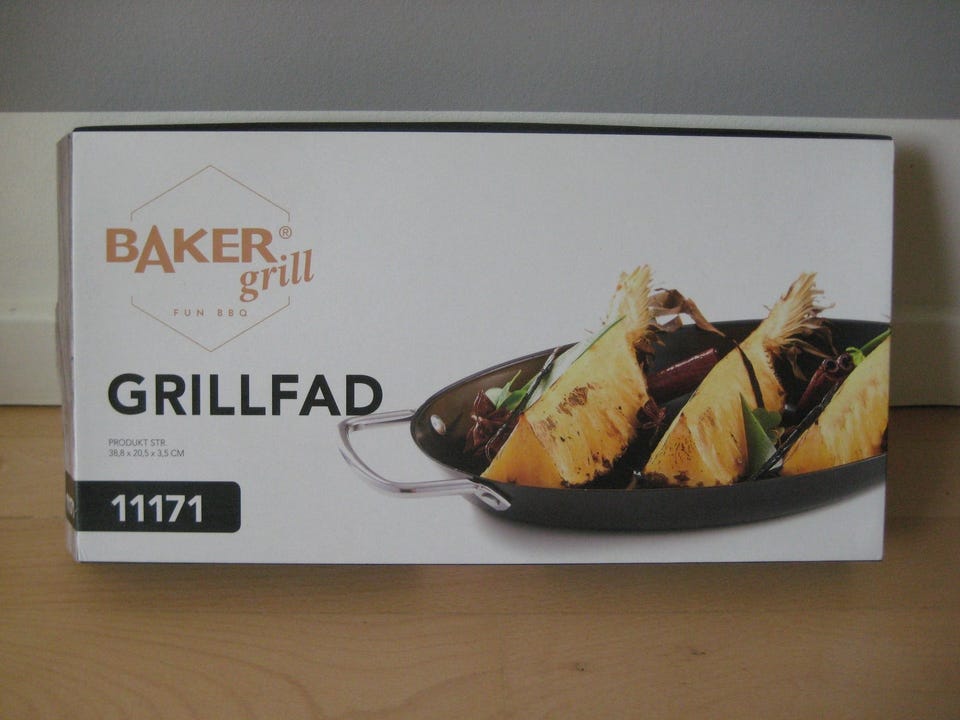 BAKER®
grill
FUN BBQ
GRILLFAD
PRODUKT STR.
38,8 x 20,5 x 3,5 CM
11171